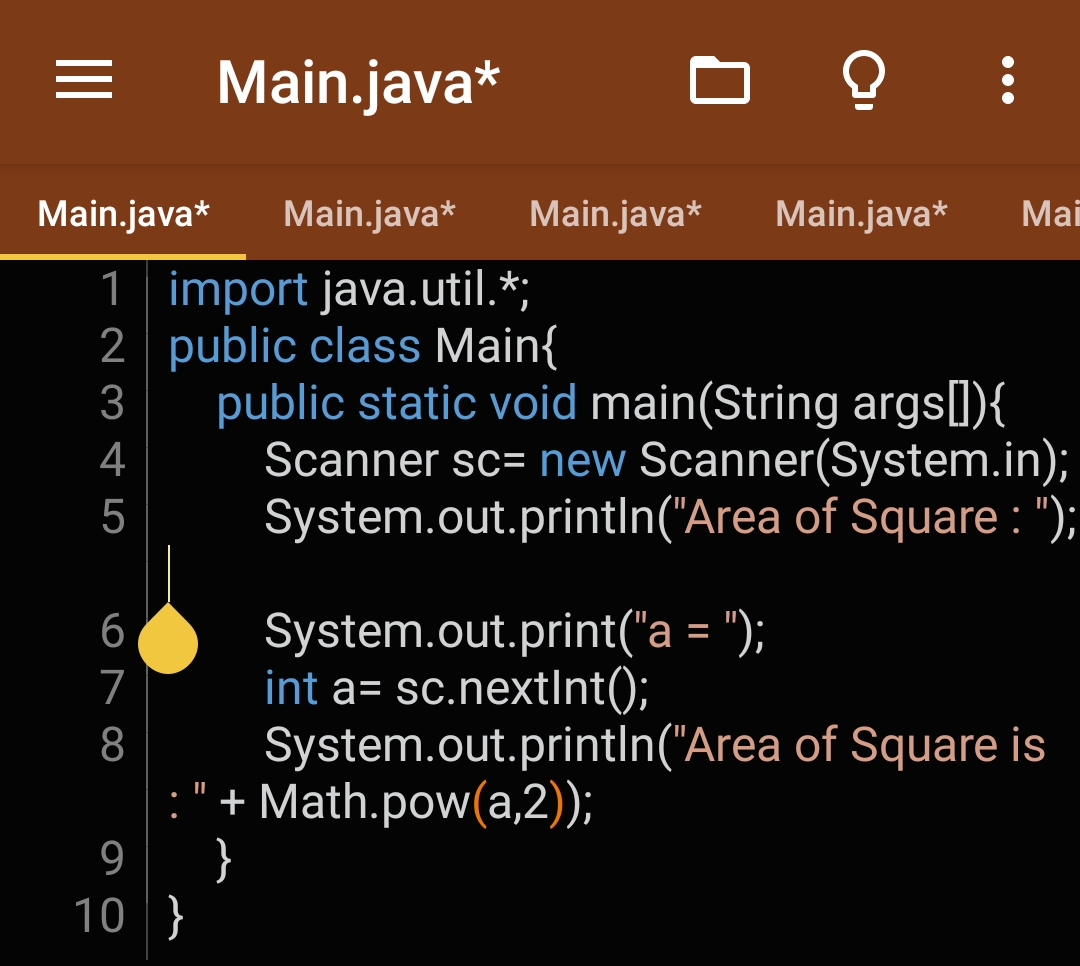 Main.java*
Main.java* Main.java* Main.java* Main.java* Mai
1 import java.util.*;
2 public class Main{
3 public static void main(String args[]){
4 Scanner sc= new Scanner(System.in);
5 System.out.println("Area of Square : ");
6 System.out.print("a = ");
7 int a= sc.nextInt();
8 System.out.println("Area of Square is
: " + Math.pow(a,2));
9 }
10 }